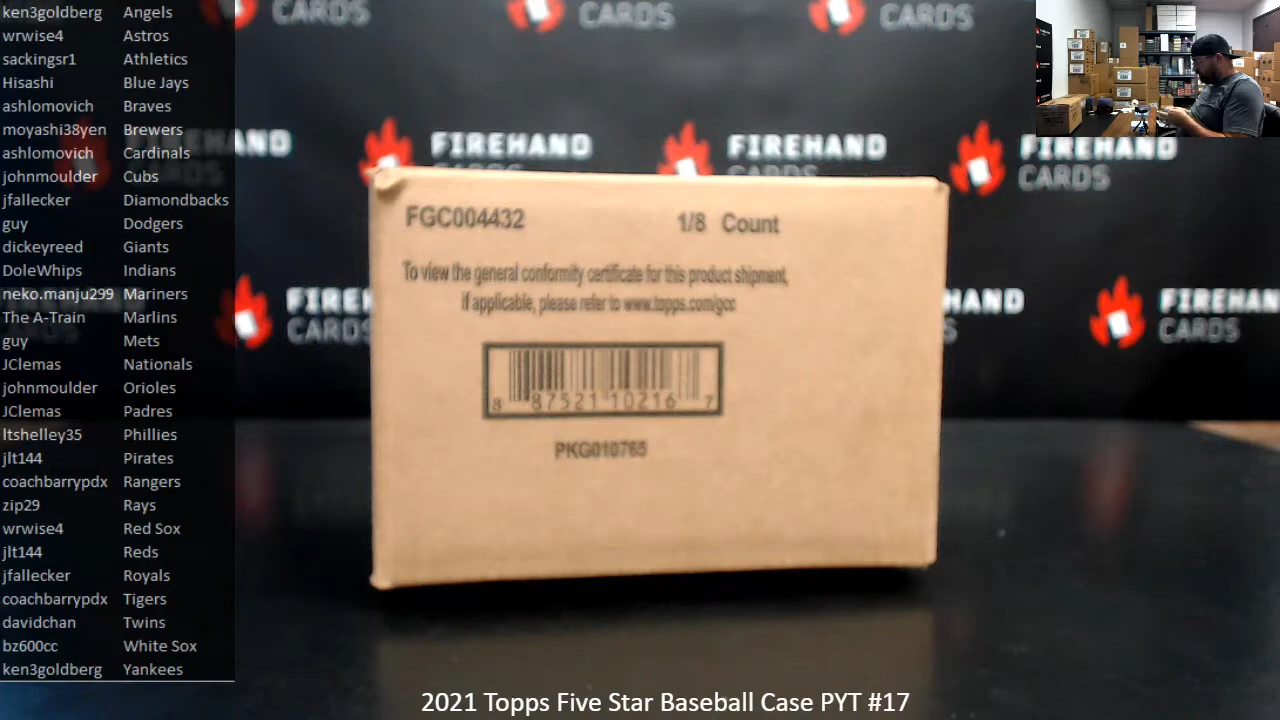 ken3goldberg Angels
wrwise4 Astros
sackingsr1 Athletics
Hisashi Blue Jays
ashlomovich Braves
moyashi38yen Brewers
ashlomovich Cardinals
johnmoulder Cubs
jfallecker Diamondbacks
guy Dodgers
dickeyreed Giants
DoleWhips Indians
neko.manju299 Mariners
The A-Train Marlins
guy Mets
JClemas Nationals
johnmoulder Orioles
JClemas Padres
ltshelley35 Phillies
jlt144 Pirates
coachbarrypdx Rangers
zip29 Rays
wrwise4 Red Sox
jlt144 Reds
jfallecker Royals
coachbarrypdx Tigers
davidchan Twins
bz600cc White Sox
ken3goldberg Yankees
CARDS
CARDS
CARDS
FIREHAND
CARDS
FIREHAND
FIREHAND
CARDS
FGC004432 1/8 Count
To view the general conformity certificate for this product shipment,
if applicable, please refer to www.topps.com/gcc
8 87521 10216 7
PKG010765
2021 Topps Five Star Baseball Case PYT #17